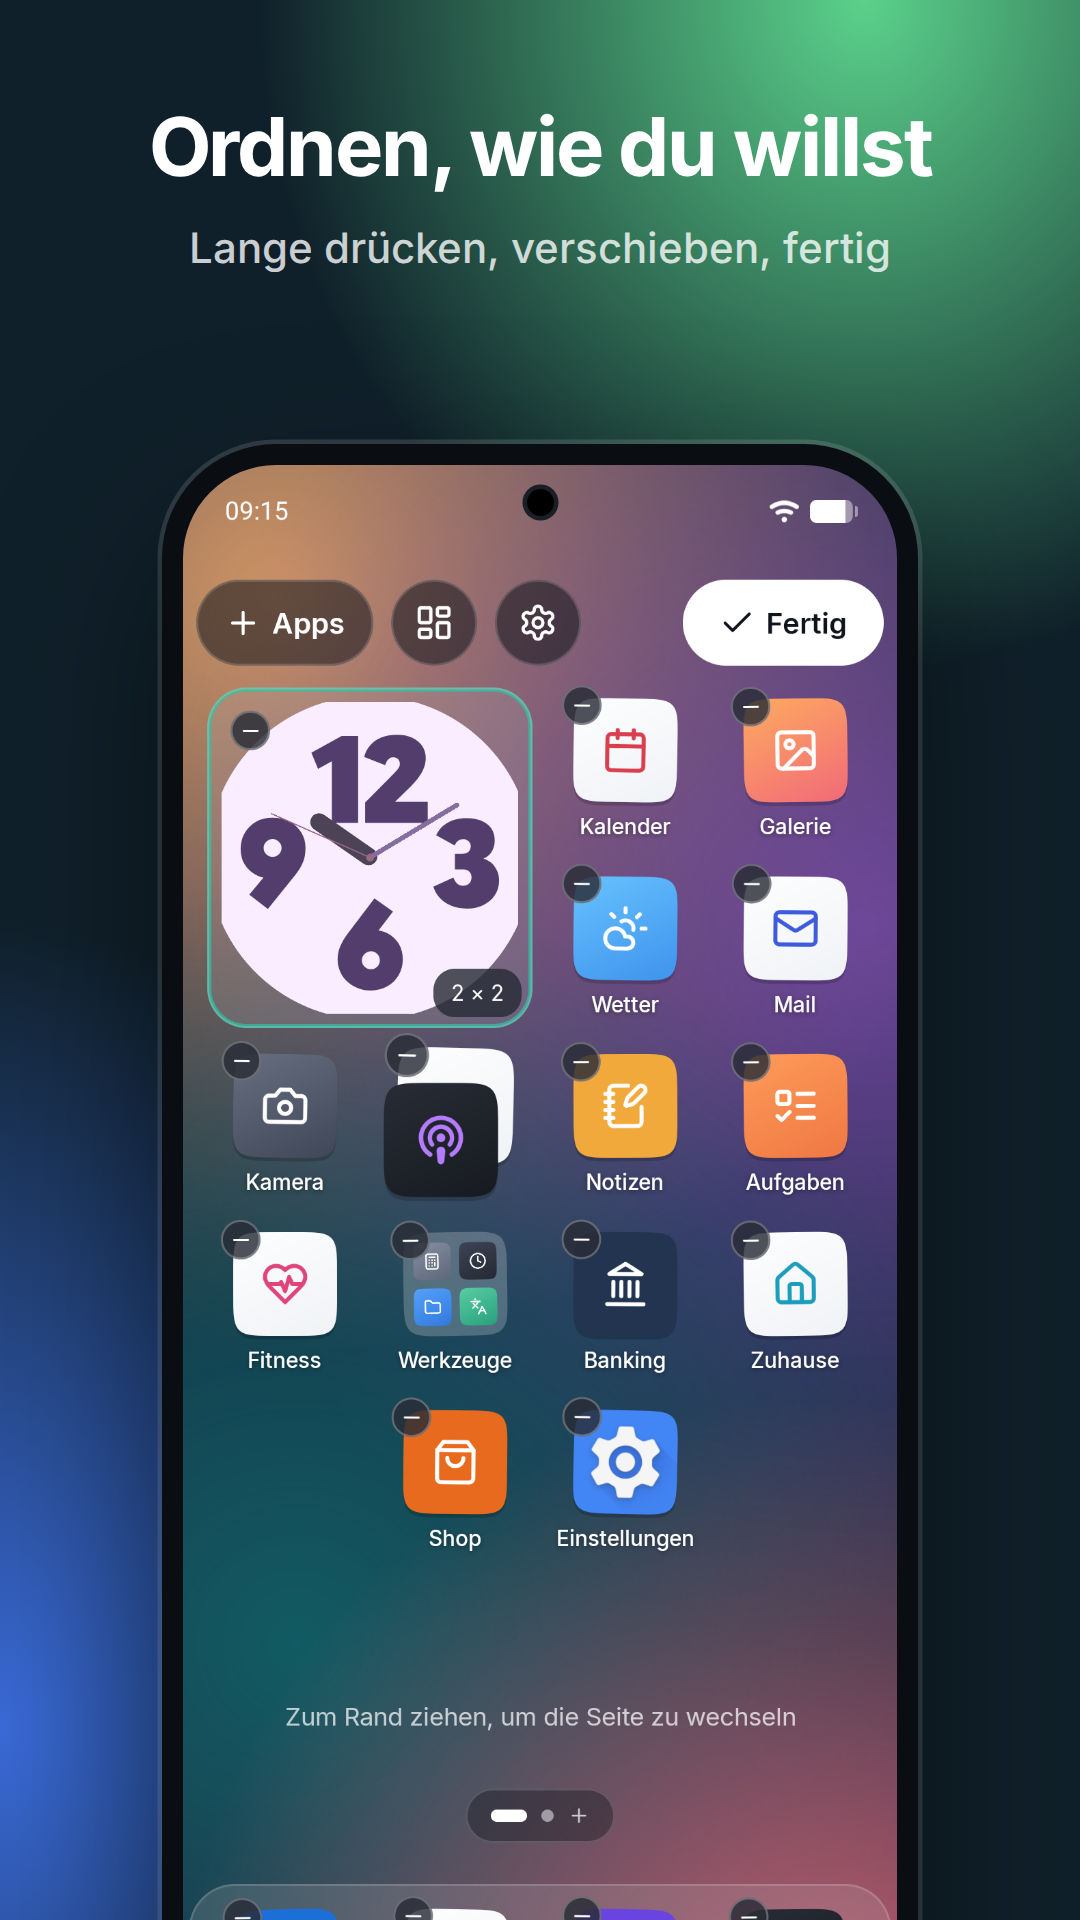 Ordnen, wie du willst
Lange drücken, verschieben, fertig
09:15
Apps
Fertig
12
9
3
6
2 × 2
Kalender
Galerie
Wetter
Mail
Kamera
Notizen
Aufgaben
Fitness
Werkzeuge
Banking
Zuhause
Shop
Einstellungen
Zum Rand ziehen, um die Seite zu wechseln